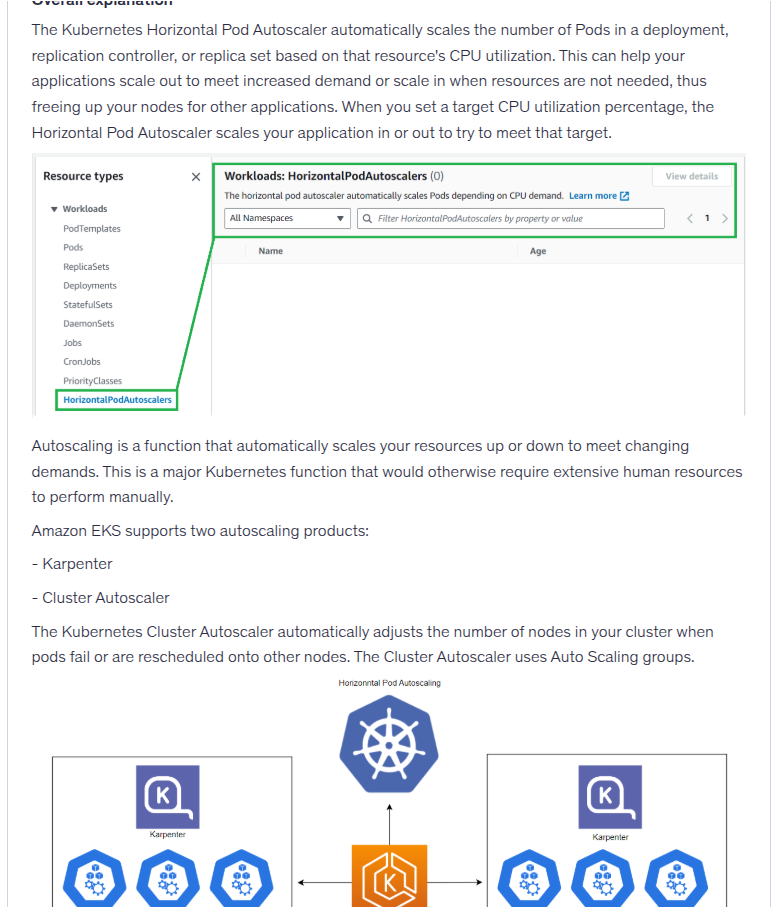 Overall explanation
The Kubernetes Horizontal Pod Autoscaler automatically scales the number of Pods in a deployment,
replication controller, or replica set based on that resource's CPU utilization. This can help your
applications scale out to meet increased demand or scale in when resources are not needed, thus
freeing up your nodes for other applications. When you set a target CPU utilization percentage, the
Horizontal Pod Autoscaler scales your application in or out to try to meet that target.
Resource types
Workloads
PodTemplates
Pods
ReplicaSets
Deployments
StatefulSets
DaemonSets
Jobs
CronJobs
PriorityClasses
HorizontalPodAutoscalers
Workloads: HorizontalPodAutoscalers (0)
View details
The horizontal pod autoscaler automatically scales Pods depending on CPU demand. Learn more
All Namespaces
Filter HorizontalPodAutoscalers by property or value
1
Name
Age
Autoscaling is a function that automatically scales your resources up or down to meet changing
demands. This is a major Kubernetes function that would otherwise require extensive human resources
to perform manually.
Amazon EKS supports two autoscaling products:
- Karpenter
- Cluster Autoscaler
The Kubernetes Cluster Autoscaler automatically adjusts the number of nodes in your cluster when
pods fail or are rescheduled onto other nodes. The Cluster Autoscaler uses Auto Scaling groups.
Horizonntal Pod Autoscaling
K
Karpenter
K
Karpenter
K